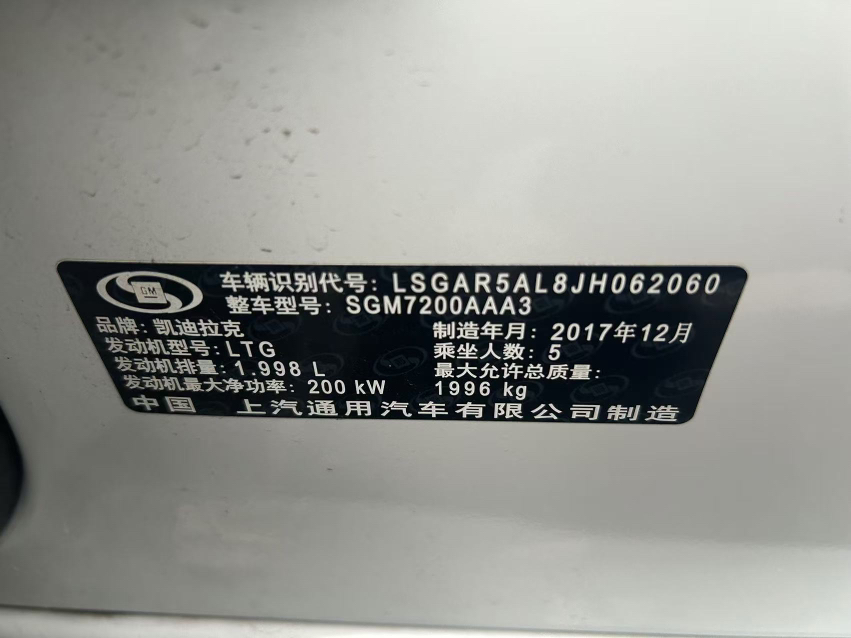 GM
车辆识别代号: LSGAR5AL8JH062060
整车型号: SGM7200AAA3
品牌: 凯迪拉克
制造年月: 2017年12月
发动机型号: LTG
乘坐人数: 5
发动机排量: 1.998 L
最大允许总质量:
发动机最大净功率: 200 kW
1996 kg
中国 上汽通用汽车有限公司制造